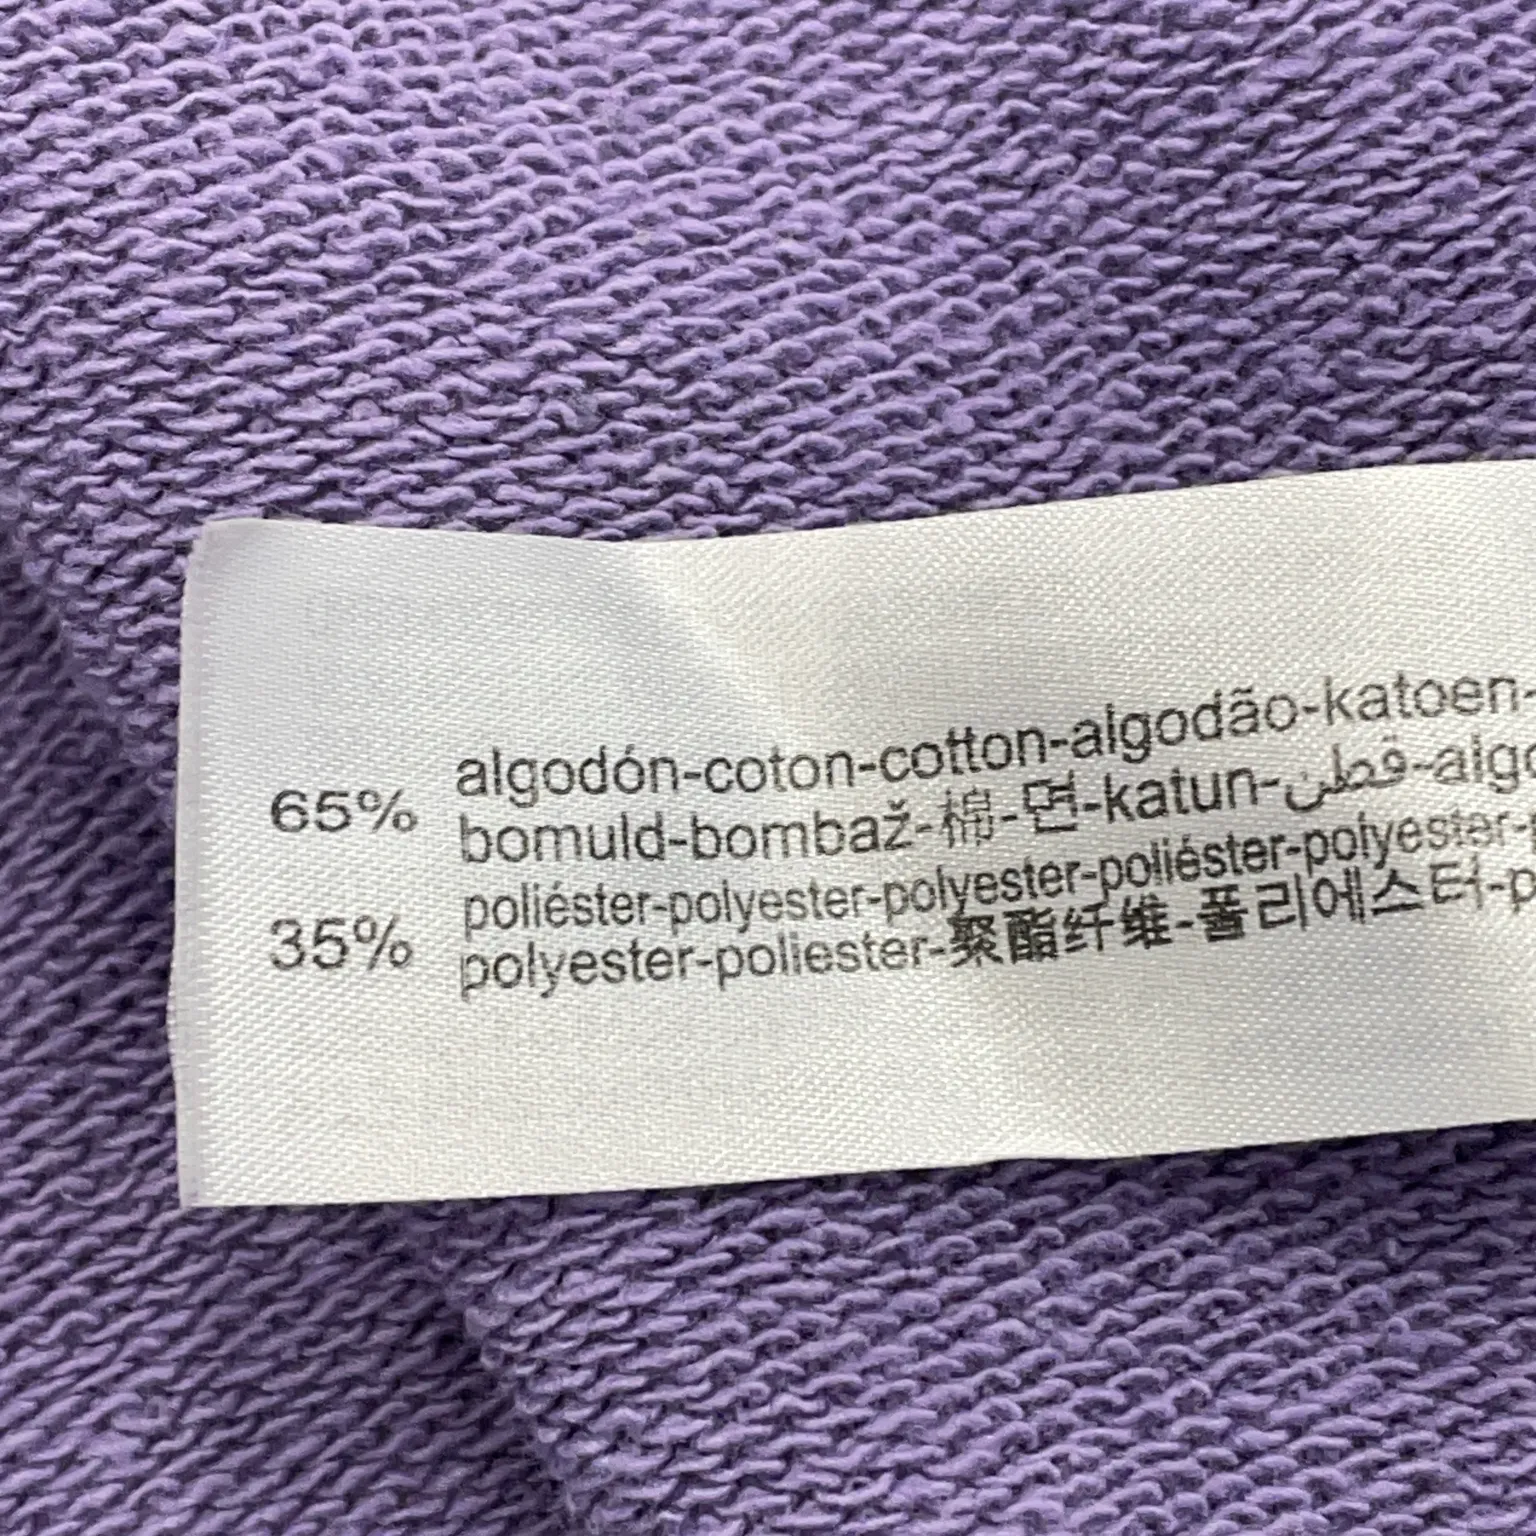 65% algodón-coton-cotton-algodão-katoen-
bomuld-bombaž-棉-면-katun-قطن-algo
35% poliéster-polyester-polyester-poliéster-polyester-
polyester-poliester-聚酯纤维-폴리에스터-p